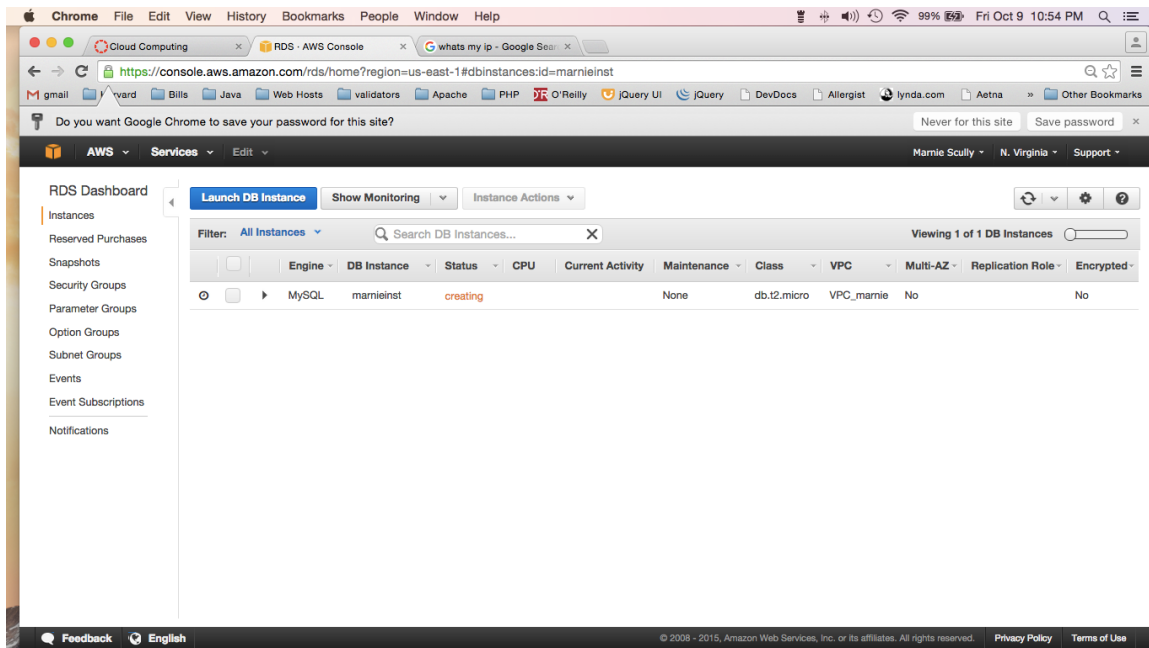 Chrome File Edit View History Bookmarks People Window Help 99% Fri Oct 9 10:54 PM
Cloud Computing × RDS · AWS Console × whats my ip - Google Sear ×
https://console.aws.amazon.com/rds/home?region=us-east-1#dbinstances:id=marnieinst
gmail Bills Java Web Hosts validators Apache PHP O'Reilly jQuery UI jQuery DevDocs Allergist lynda.com Aetna » Other Bookmarks
Do you want Google Chrome to save your password for this site? Never for this site Save password ×
AWS Services Edit Marnie Scully N. Virginia Support
RDS Dashboard
Instances
Reserved Purchases
Snapshots
Security Groups
Parameter Groups
Option Groups
Subnet Groups
Events
Event Subscriptions
Notifications
Launch DB Instance Show Monitoring Instance Actions
Filter: All Instances Search DB Instances... X Viewing 1 of 1 DB Instances
Engine DB Instance Status CPU Current Activity Maintenance Class VPC Multi-AZ Replication Role Encrypted
MySQL marnieinst creating None db.t2.micro VPC_marnie No No
Feedback English © 2008 - 2015, Amazon Web Services, Inc. or its affiliates. All rights reserved. Privacy Policy Terms of Use